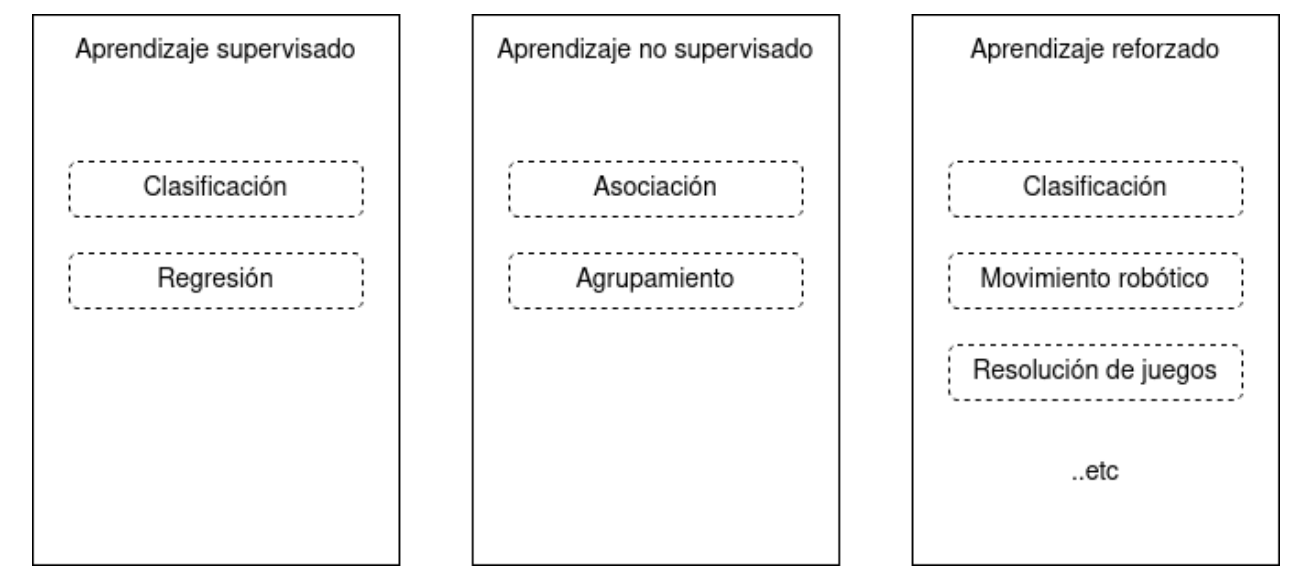 Aprendizaje supervisado
Clasificación
Regresión
Aprendizaje no supervisado
Asociación
Agrupamiento
Aprendizaje reforzado
Clasificación
Movimiento robótico
Resolución de juegos
..etc